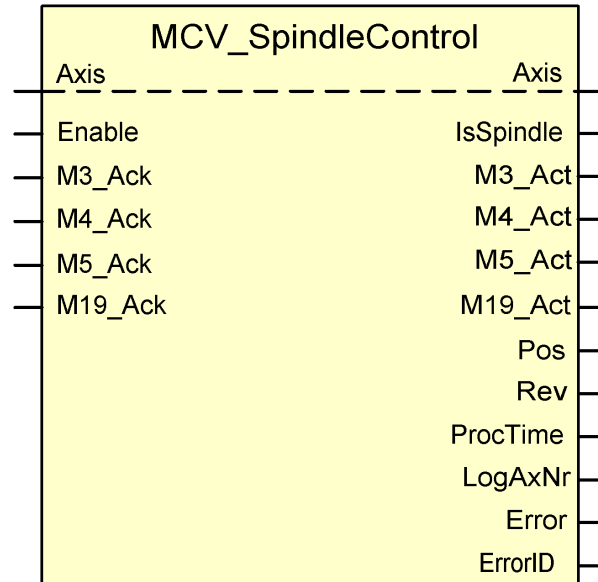 MCV_SpindleControl
Axis Axis
Enable IsSpindle
M3_Ack M3_Act
M4_Ack M4_Act
M5_Ack M5_Act
M19_Ack M19_Act
Pos
Rev
ProcTime
LogAxNr
Error
ErrorID